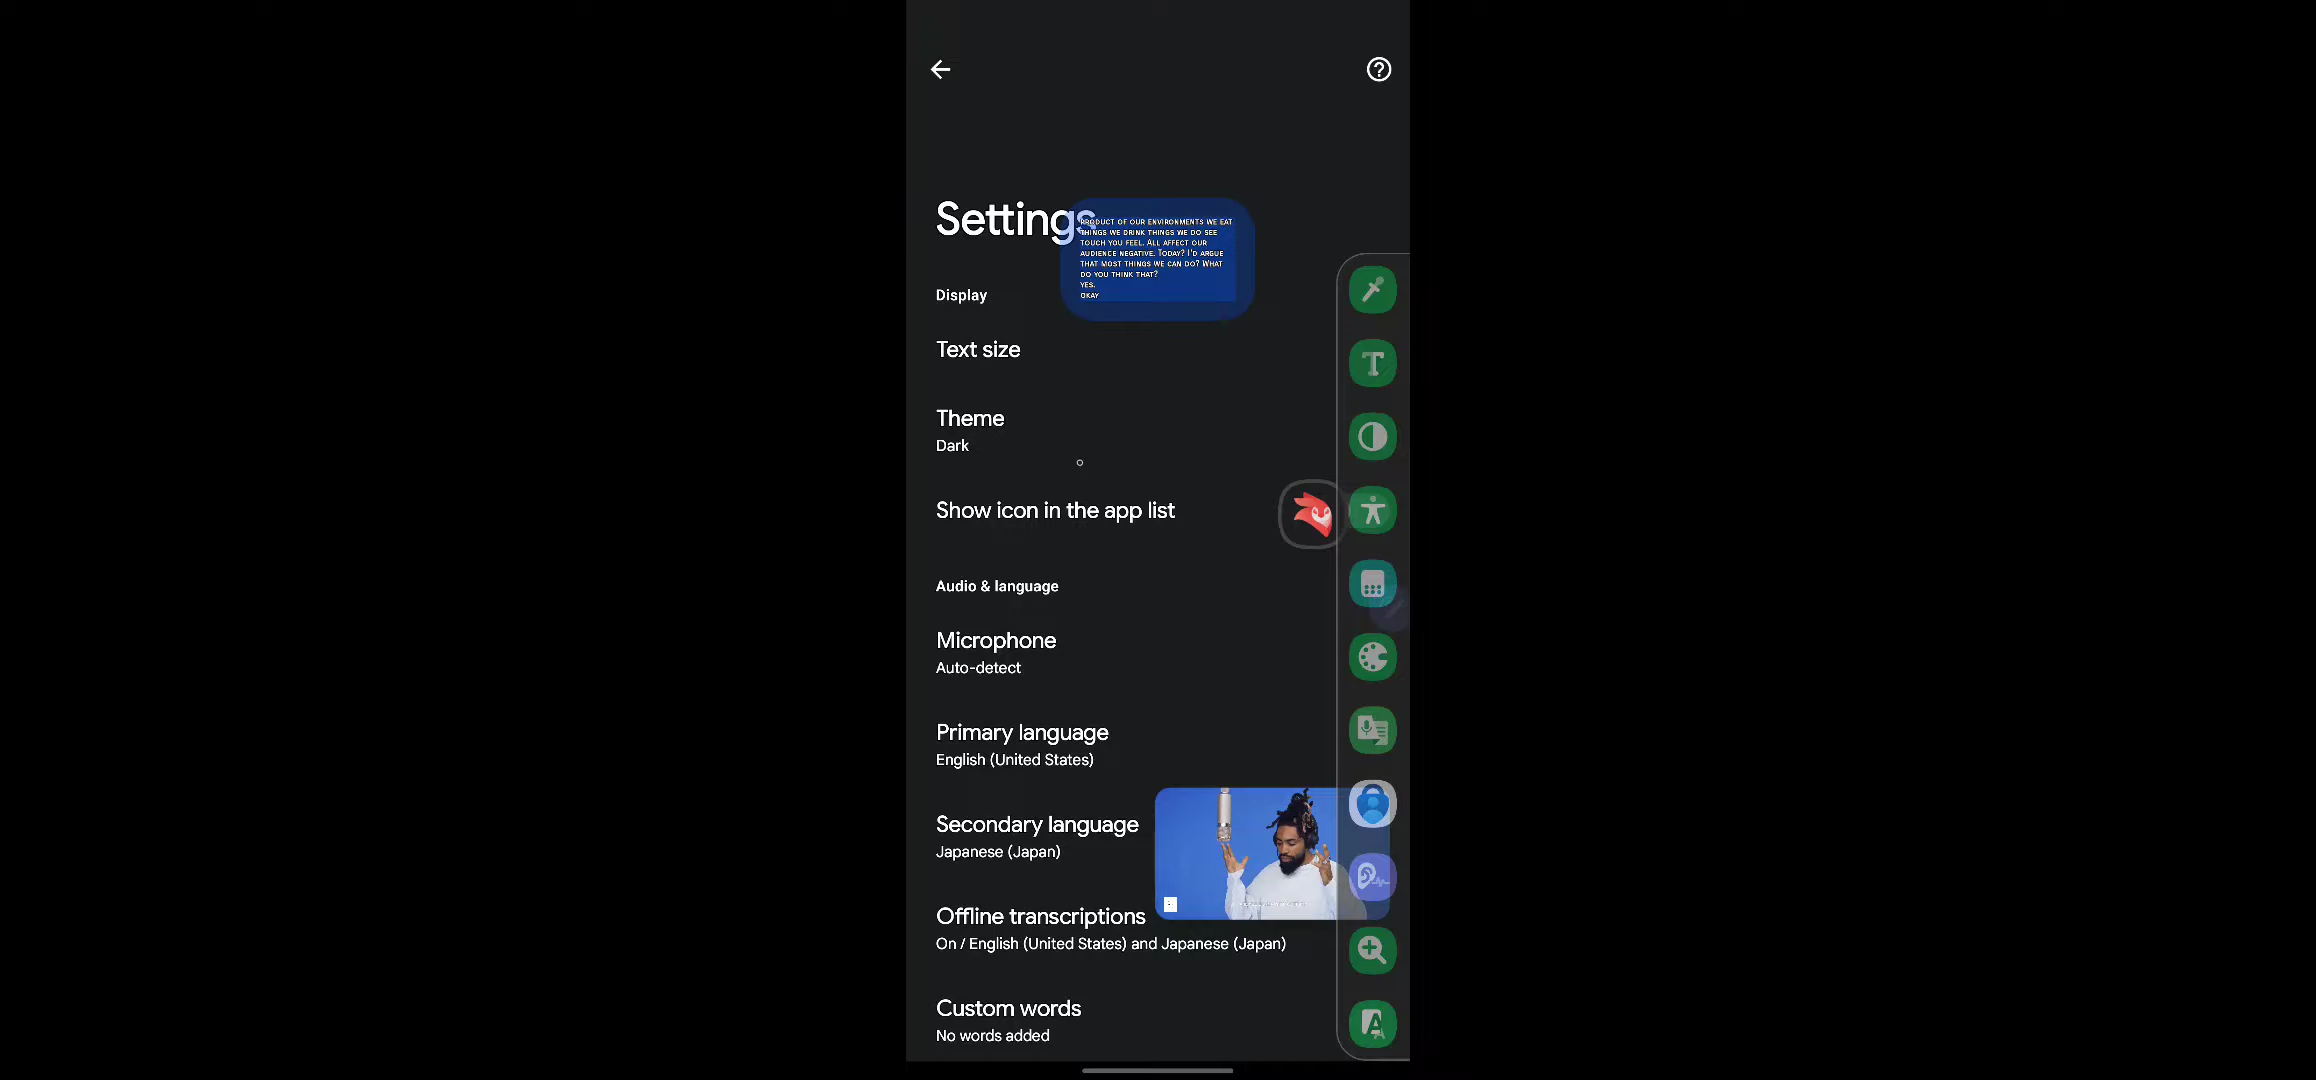 Settings
PRODUCT OF OUR ENVIRONMENTS WE EAT
THINGS WE DRINK THINGS WE DO SEE
TOUCH YOU FEEL. ALL AFFECT OUR
AUDIENCE NEGATIVE. TODAY? I'D ARGUE
THAT MOST THINGS WE CAN DO? WHAT
DO YOU THINK THAT?
YES.
OKAY
Display
Text size
Theme
Dark
Show icon in the app list
Audio & language
Microphone
Auto-detect
Primary language
English (United States)
Secondary language
Japanese (Japan)
Offline transcriptions
On / English (United States) and Japanese (Japan)
Custom words
No words added